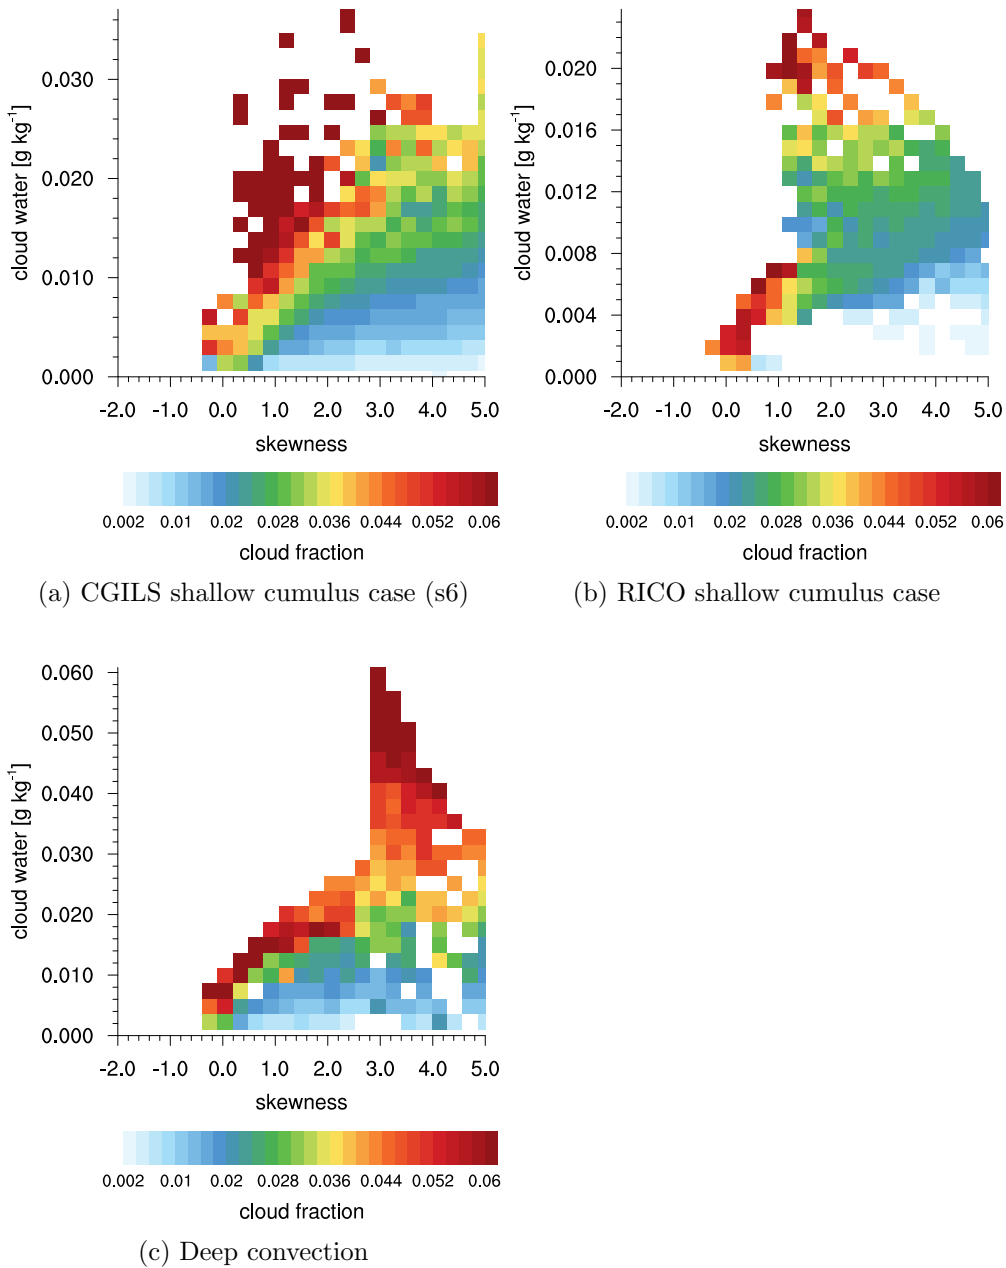 cloud water [g kg-1]
0.030
0.020
0.010
0.000
-2.0 -1.0 0.0 1.0 2.0 3.0 4.0 5.0
skewness
0.002 0.01 0.02 0.028 0.036 0.044 0.052 0.06
cloud fraction
(a) CGILS shallow cumulus case (s6)
cloud water [g kg-1]
0.020
0.016
0.012
0.008
0.004
0.000
-2.0 -1.0 0.0 1.0 2.0 3.0 4.0 5.0
skewness
0.002 0.01 0.02 0.028 0.036 0.044 0.052 0.06
cloud fraction
(b) RICO shallow cumulus case
cloud water [g kg-1]
0.060
0.050
0.040
0.030
0.020
0.010
0.000
-2.0 -1.0 0.0 1.0 2.0 3.0 4.0 5.0
skewness
0.002 0.01 0.02 0.028 0.036 0.044 0.052 0.06
cloud fraction
(c) Deep convection